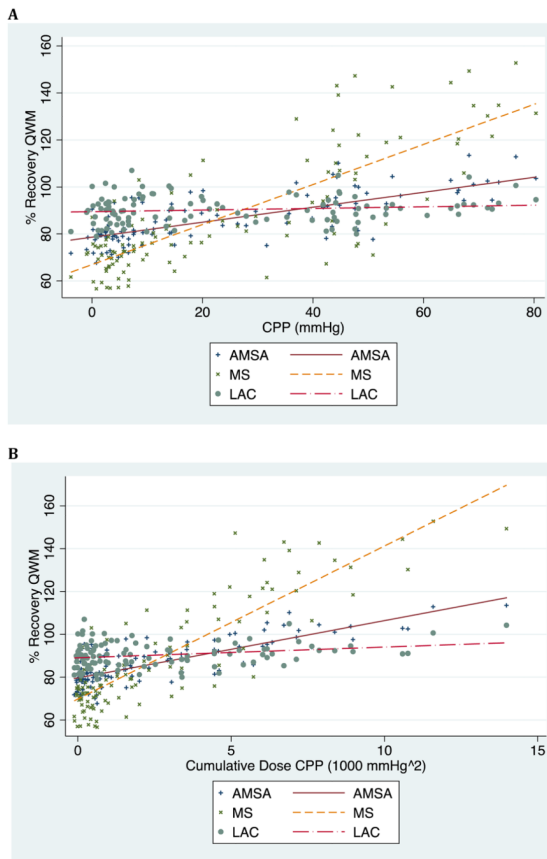 A
160
140
120
100
80
60
% Recovery QWM
0 20 40 60 80
CPP (mmHg)
AMSA AMSA
MS MS
LAC LAC
B
160
140
120
100
80
60
% Recovery QWM
0 5 10 15
Cumulative Dose CPP (1000 mmHg^2)
AMSA AMSA
MS MS
LAC LAC